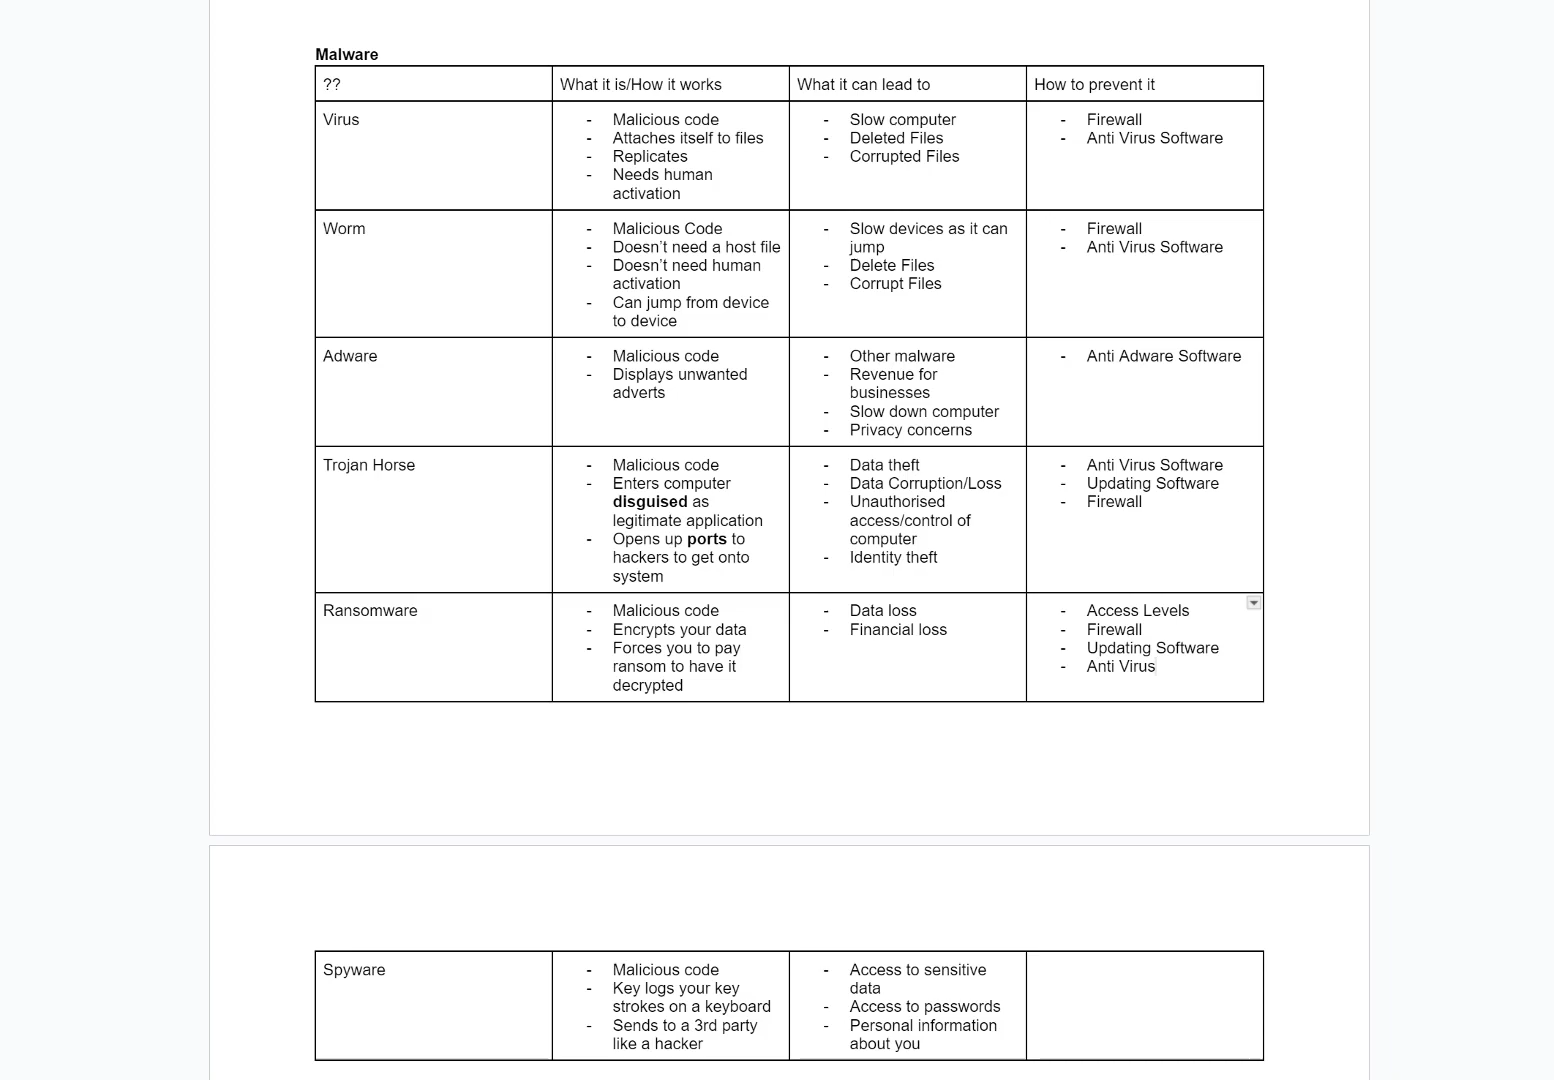 Malware
??
What it is/How it works
What it can lead to
How to prevent it
Virus
- Malicious code
- Attaches itself to files
- Replicates
- Needs human
activation
- Slow computer
- Deleted Files
- Corrupted Files
- Firewall
- Anti Virus Software
Worm
- Malicious Code
- Doesn't need a host file
- Doesn't need human
activation
- Can jump from device
to device
- Slow devices as it can
jump
- Delete Files
- Corrupt Files
- Firewall
- Anti Virus Software
Adware
- Malicious code
- Displays unwanted
adverts
- Other malware
- Revenue for
businesses
- Slow down computer
- Privacy concerns
- Anti Adware Software
Trojan Horse
- Malicious code
- Enters computer
disguised as
legitimate application
- Opens up ports to
hackers to get onto
system
- Data theft
- Data Corruption/Loss
- Unauthorised
access/control of
computer
- Identity theft
- Anti Virus Software
- Updating Software
- Firewall
Ransomware
- Malicious code
- Encrypts your data
- Forces you to pay
ransom to have it
decrypted
- Data loss
- Financial loss
- Access Levels
- Firewall
- Updating Software
- Anti Virus
Spyware
- Malicious code
- Key logs your key
strokes on a keyboard
- Sends to a 3rd party
like a hacker
- Access to sensitive
data
- Access to passwords
- Personal information
about you